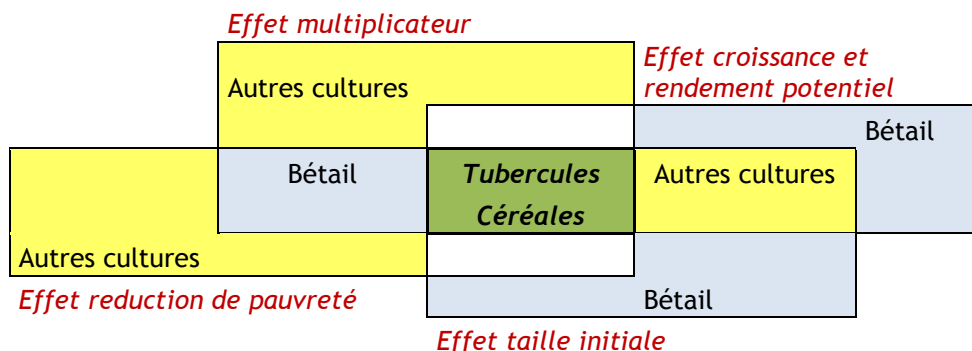 Effet multiplicateur
Effet croissance et
rendement potentiel
Autres cultures
Bétail
Bétail
Tubercules
Céréales
Autres cultures
Autres cultures
Effet reduction de pauvreté
Bétail
Effet taille initiale